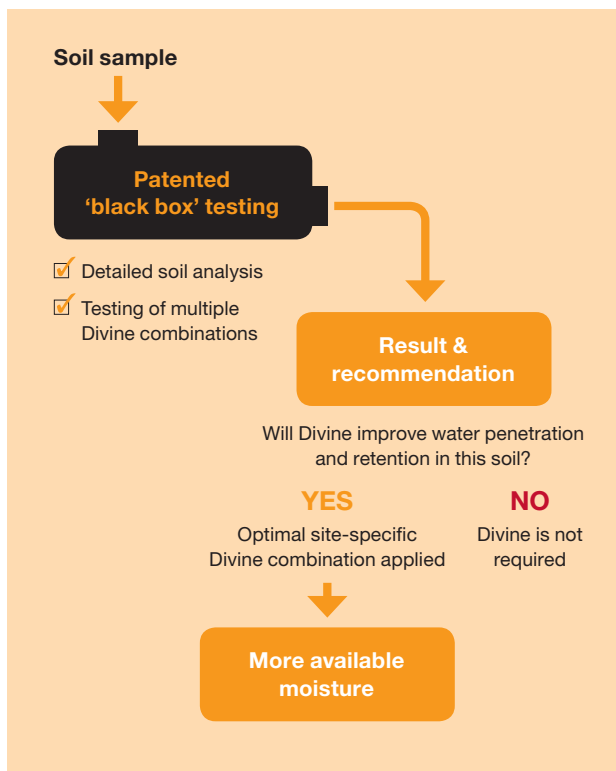 Soil sample
Patented
‘black box’ testing
Detailed soil analysis
Testing of multiple
Divine combinations
Result &
recommendation
Will Divine improve water penetration
and retention in this soil?
YES
Optimal site-specific
Divine combination applied
NO
Divine is not
required
More available
moisture